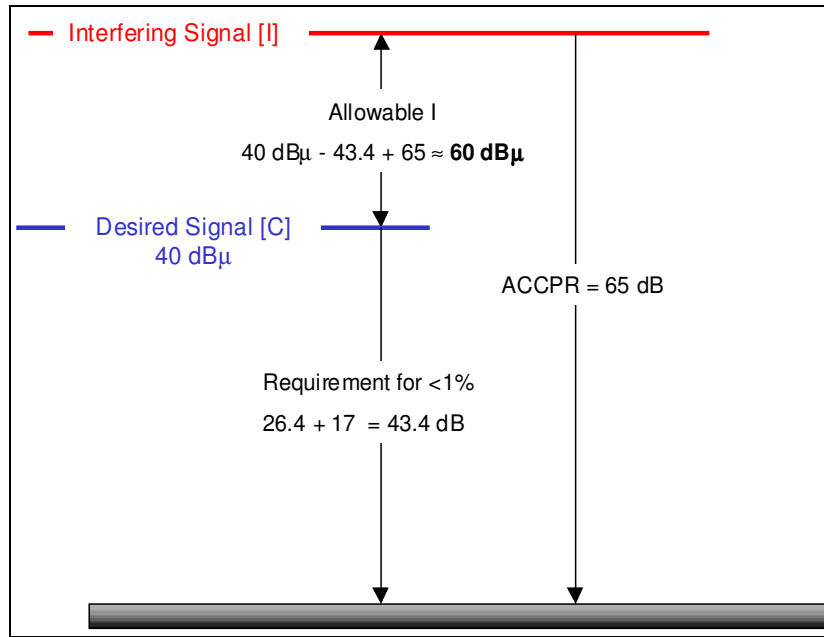 Interfering Signal [I]
Allowable I
40 dBμ - 43.4 + 65 ≈ 60 dBμ
Desired Signal [C]
40 dBμ
ACCPR = 65 dB
Requirement for <1%
26.4 + 17 = 43.4 dB